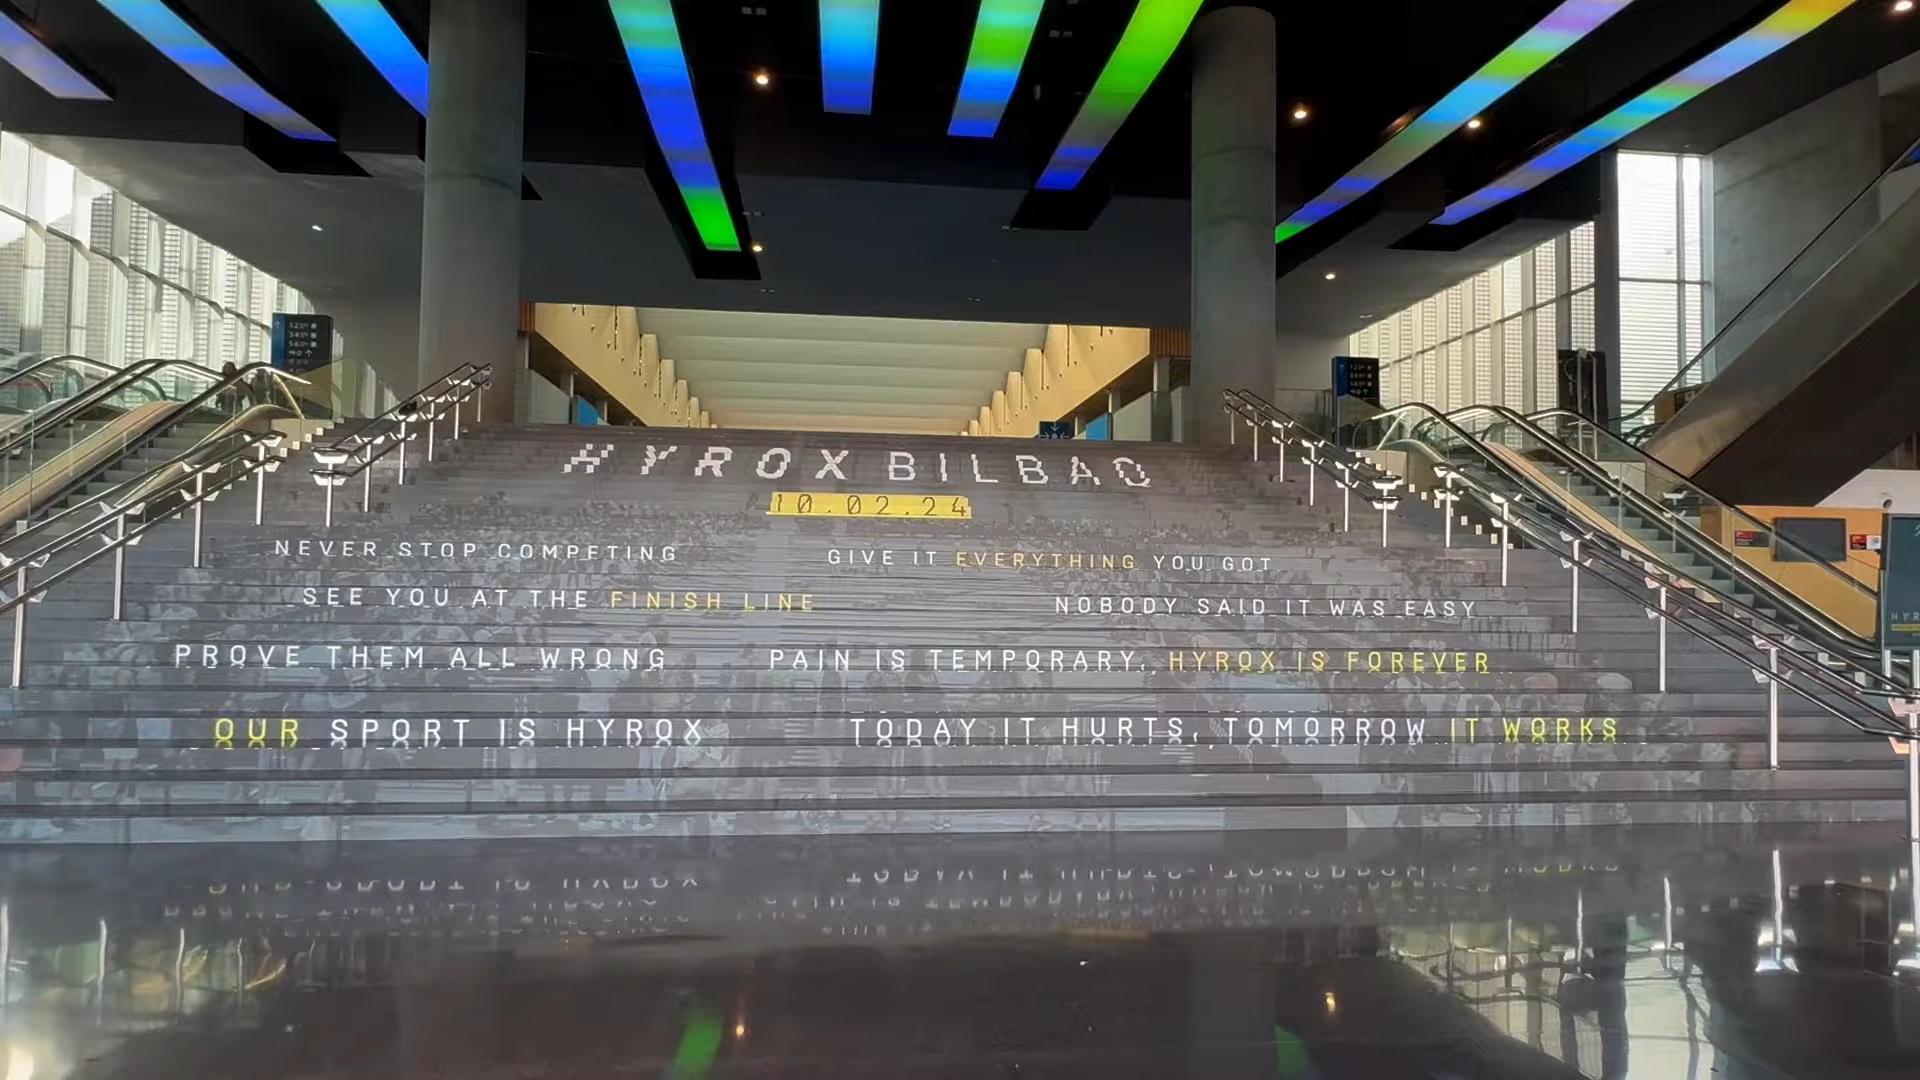 HYROX BILBAO
10.02.24
NEVER STOP COMPETING
GIVE IT EVERYTHING YOU GOT
SEE YOU AT THE FINISH LINE
NOBODY SAID IT WAS EASY
PROVE THEM ALL WRONG
PAIN IS TEMPORARY, HYROX IS FOREVER
OUR SPORT IS HYROX
TODAY IT HURTS, TOMORROW IT WORKS